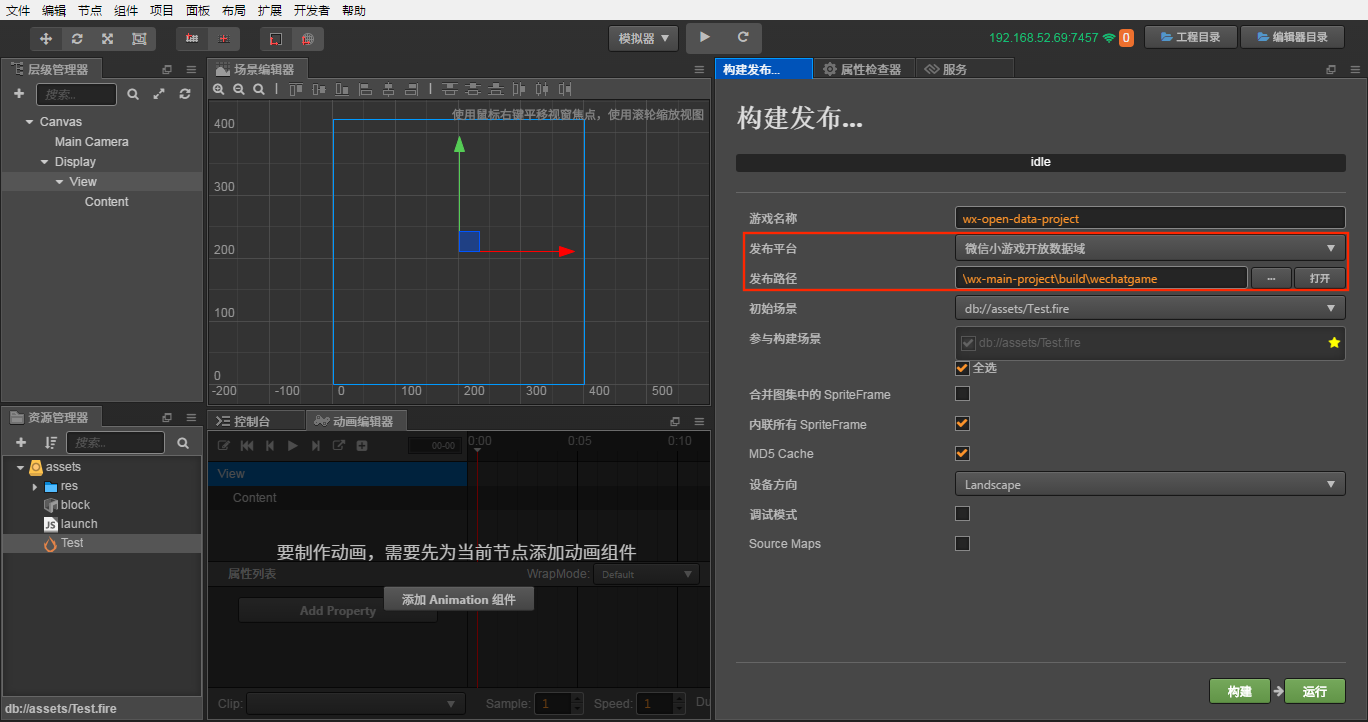 文件 编辑 节点 组件 项目 面板 布局 扩展 开发者 帮助
模拟器 192.168.52.69:7457 0 工程目录 编辑器目录
层级管理器
搜索...
Canvas
Main Camera
Display
View
Content
场景编辑器
使用鼠标右键平移视窗焦点，使用滚轮缩放视图
400
300
200
100
0
-200 -100 0 100 200 300 400 500
资源管理器
搜索...
assets
res
block
JS launch
Test
db://assets/Test.fire
控制台 动画编辑器
00-00 0:00 0:05 0:10
View
Content
要制作动画，需要先为当前节点添加动画组件
属性列表 WrapMode: Default
添加 Animation 组件
Add Property
Clip: Sample: 1 Speed: 1 Du
构建发布... 属性检查器 服务
构建发布...
idle
游戏名称 wx-open-data-project
发布平台 微信小游戏开放数据域
发布路径 \wx-main-project\build\wechatgame ... 打开
初始场景 db://assets/Test.fire
参与构建场景 db://assets/Test.fire
全选
合并图集中的 SpriteFrame
内联所有 SpriteFrame
MD5 Cache
设备方向 Landscape
调试模式
Source Maps
构建 运行